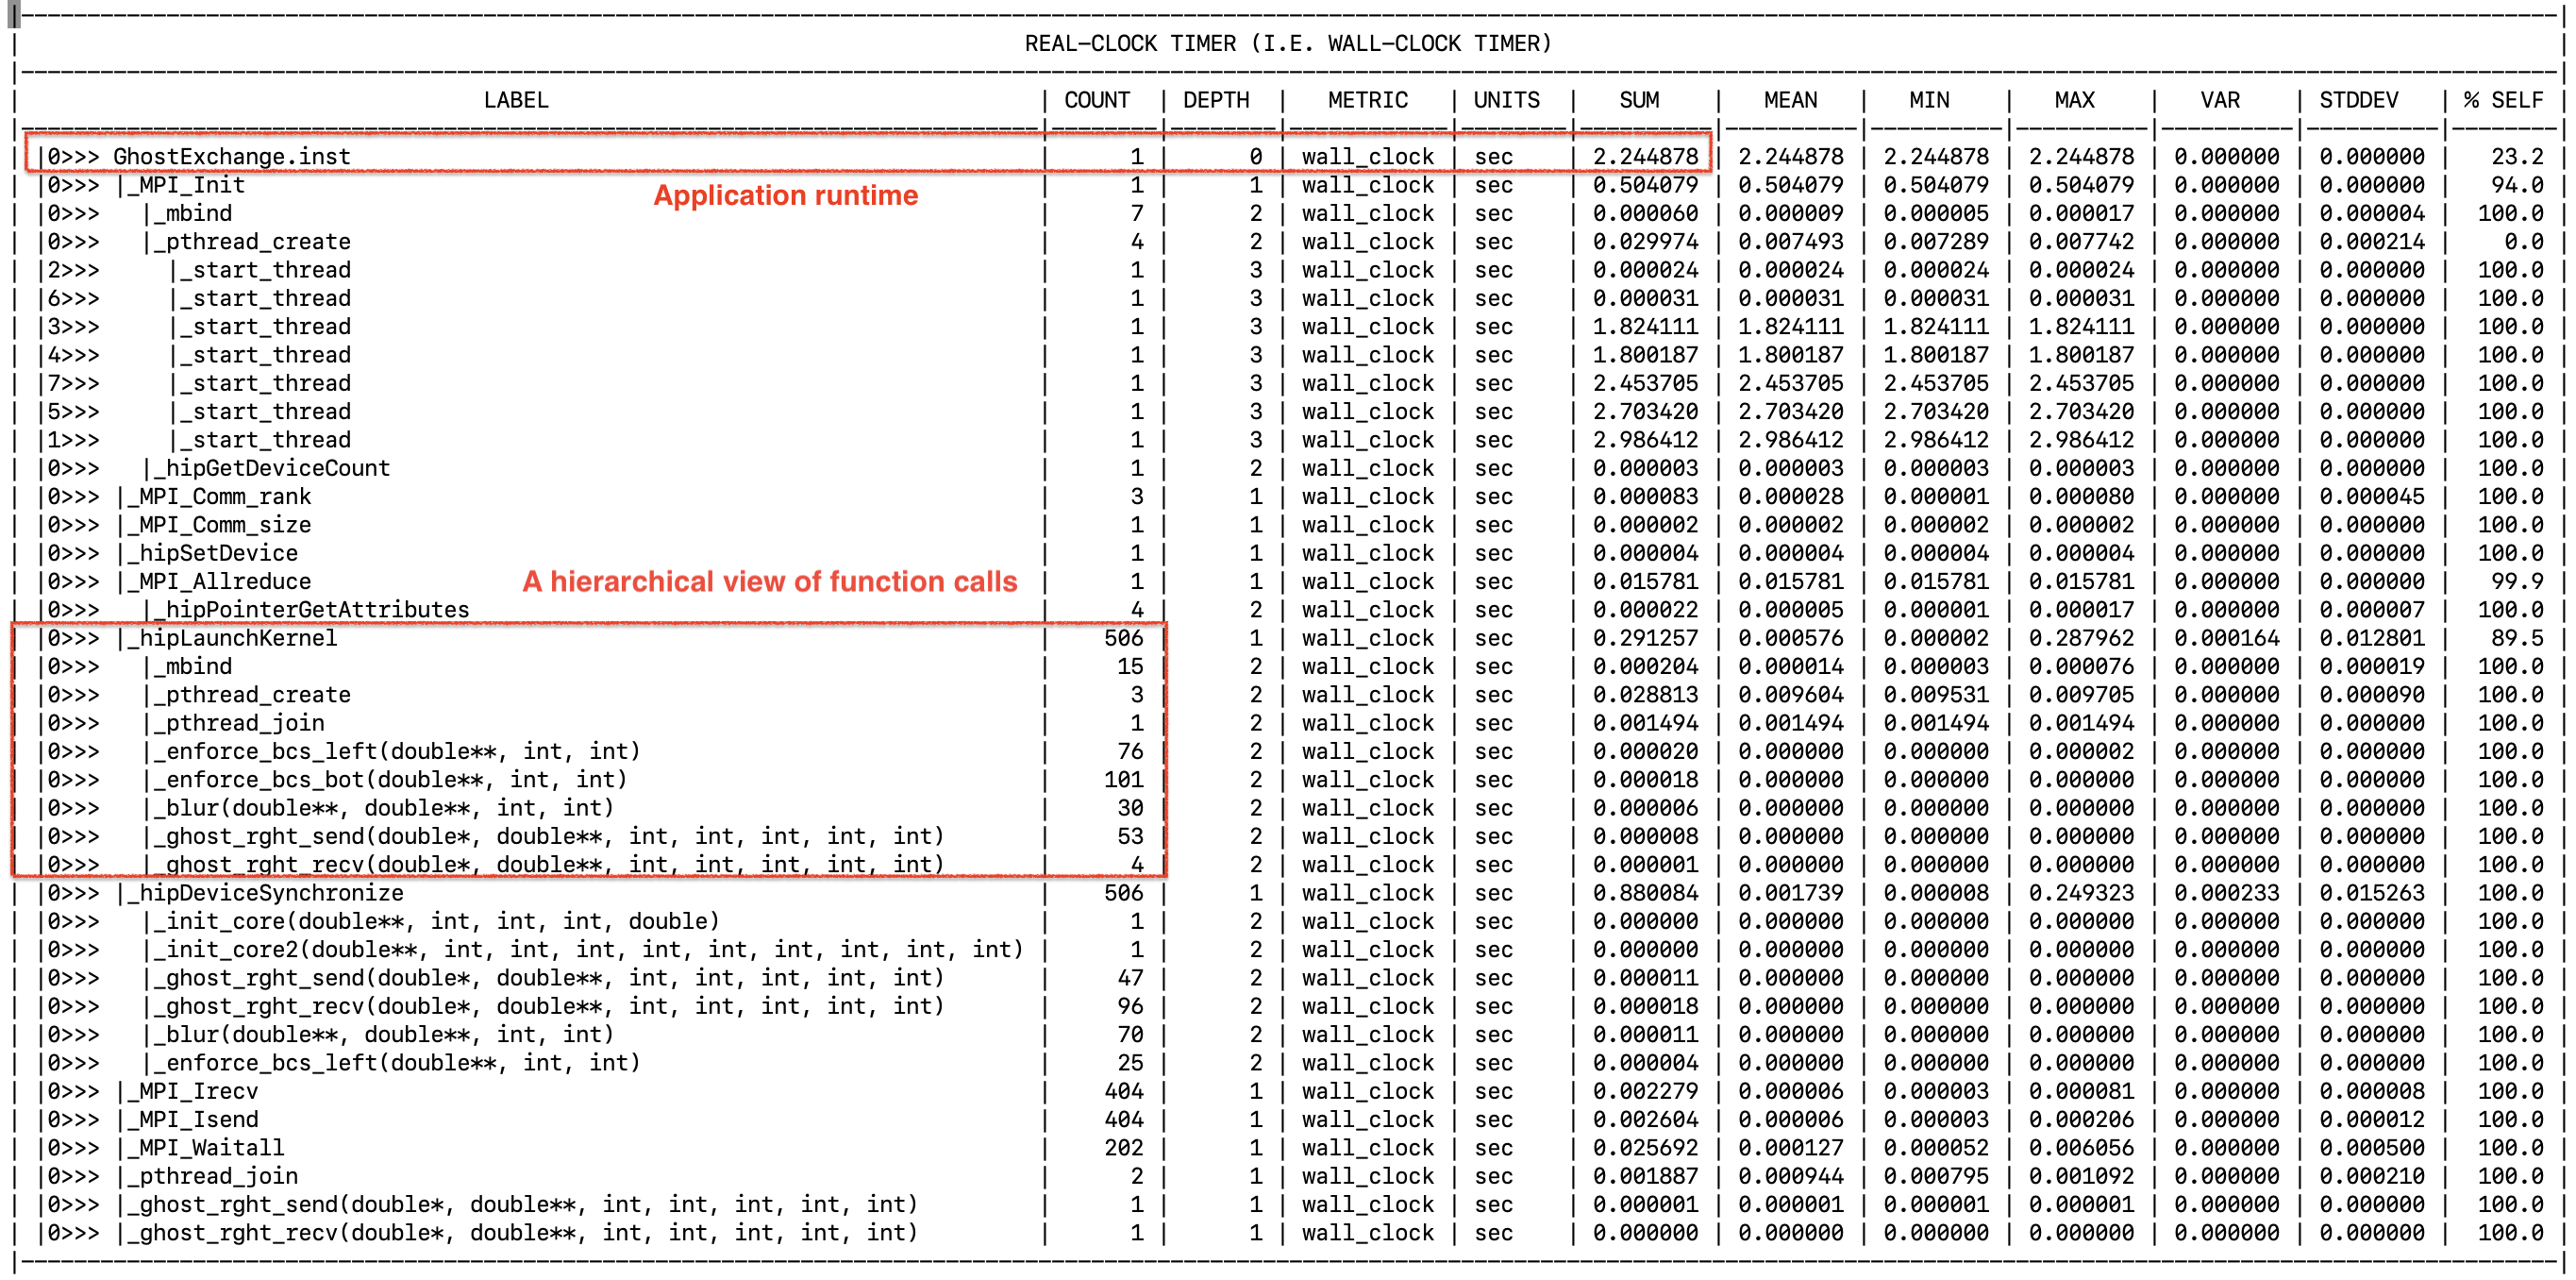 REAL-CLOCK TIMER (I.E. WALL-CLOCK TIMER)
| LABEL | COUNT | DEPTH | METRIC | UNITS | SUM | MEAN | MIN | MAX | VAR | STDDEV | % SELF |
| |0>>> GhostExchange.inst | 1 | 0 | wall_clock | sec | 2.244878 | 2.244878 | 2.244878 | 2.244878 | 0.000000 | 0.000000 | 23.2 |
Application runtime
| |0>>> |_MPI_Init | 1 | 1 | wall_clock | sec | 0.504079 | 0.504079 | 0.504079 | 0.504079 | 0.000000 | 0.000000 | 94.0 |
| |0>>> |_mbind | 7 | 2 | wall_clock | sec | 0.000060 | 0.000009 | 0.000005 | 0.000017 | 0.000000 | 0.000004 | 100.0 |
| |0>>> |_pthread_create | 4 | 2 | wall_clock | sec | 0.029974 | 0.007493 | 0.007289 | 0.007742 | 0.000000 | 0.000214 | 0.0 |
| |2>>> |_start_thread | 1 | 3 | wall_clock | sec | 0.000024 | 0.000024 | 0.000024 | 0.000024 | 0.000000 | 0.000000 | 100.0 |
| |6>>> |_start_thread | 1 | 3 | wall_clock | sec | 0.000031 | 0.000031 | 0.000031 | 0.000031 | 0.000000 | 0.000000 | 100.0 |
| |3>>> |_start_thread | 1 | 3 | wall_clock | sec | 1.824111 | 1.824111 | 1.824111 | 1.824111 | 0.000000 | 0.000000 | 100.0 |
| |4>>> |_start_thread | 1 | 3 | wall_clock | sec | 1.800187 | 1.800187 | 1.800187 | 1.800187 | 0.000000 | 0.000000 | 100.0 |
| |7>>> |_start_thread | 1 | 3 | wall_clock | sec | 2.453705 | 2.453705 | 2.453705 | 2.453705 | 0.000000 | 0.000000 | 100.0 |
| |5>>> |_start_thread | 1 | 3 | wall_clock | sec | 2.703420 | 2.703420 | 2.703420 | 2.703420 | 0.000000 | 0.000000 | 100.0 |
| |1>>> |_start_thread | 1 | 3 | wall_clock | sec | 2.986412 | 2.986412 | 2.986412 | 2.986412 | 0.000000 | 0.000000 | 100.0 |
| |0>>> |_hipGetDeviceCount | 1 | 2 | wall_clock | sec | 0.000003 | 0.000003 | 0.000003 | 0.000003 | 0.000000 | 0.000000 | 100.0 |
| |0>>> |_MPI_Comm_rank | 3 | 1 | wall_clock | sec | 0.000083 | 0.000028 | 0.000001 | 0.000080 | 0.000000 | 0.000045 | 100.0 |
| |0>>> |_MPI_Comm_size | 1 | 1 | wall_clock | sec | 0.000002 | 0.000002 | 0.000002 | 0.000002 | 0.000000 | 0.000000 | 100.0 |
| |0>>> |_hipSetDevice | 1 | 1 | wall_clock | sec | 0.000004 | 0.000004 | 0.000004 | 0.000004 | 0.000000 | 0.000000 | 100.0 |
| |0>>> |_MPI_Allreduce | 1 | 1 | wall_clock | sec | 0.015781 | 0.015781 | 0.015781 | 0.015781 | 0.000000 | 0.000000 | 99.9 |
A hierarchical view of function calls
| |0>>> |_hipPointerGetAttributes | 4 | 2 | wall_clock | sec | 0.000022 | 0.000005 | 0.000001 | 0.000017 | 0.000000 | 0.000007 | 100.0 |
| |0>>> |_hipLaunchKernel | 506 | 1 | wall_clock | sec | 0.291257 | 0.000576 | 0.000002 | 0.287962 | 0.000164 | 0.012801 | 89.5 |
| |0>>> |_mbind | 15 | 2 | wall_clock | sec | 0.000204 | 0.000014 | 0.000003 | 0.000076 | 0.000000 | 0.000019 | 100.0 |
| |0>>> |_pthread_create | 3 | 2 | wall_clock | sec | 0.028813 | 0.009604 | 0.009531 | 0.009705 | 0.000000 | 0.000090 | 100.0 |
| |0>>> |_pthread_join | 1 | 2 | wall_clock | sec | 0.001494 | 0.001494 | 0.001494 | 0.001494 | 0.000000 | 0.000000 | 100.0 |
| |0>>> |_enforce_bcs_left(double**, int, int) | 76 | 2 | wall_clock | sec | 0.000020 | 0.000000 | 0.000000 | 0.000002 | 0.000000 | 0.000000 | 100.0 |
| |0>>> |_enforce_bcs_bot(double**, int, int) | 101 | 2 | wall_clock | sec | 0.000018 | 0.000000 | 0.000000 | 0.000000 | 0.000000 | 0.000000 | 100.0 |
| |0>>> |_blur(double**, double**, int, int) | 30 | 2 | wall_clock | sec | 0.000006 | 0.000000 | 0.000000 | 0.000000 | 0.000000 | 0.000000 | 100.0 |
| |0>>> |_ghost_rght_send(double*, double**, int, int, int, int, int) | 53 | 2 | wall_clock | sec | 0.000008 | 0.000000 | 0.000000 | 0.000000 | 0.000000 | 0.000000 | 100.0 |
| |0>>> |_ghost_rght_recv(double*, double**, int, int, int, int, int) | 4 | 2 | wall_clock | sec | 0.000001 | 0.000000 | 0.000000 | 0.000000 | 0.000000 | 0.000000 | 100.0 |
| |0>>> |_hipDeviceSynchronize | 506 | 1 | wall_clock | sec | 0.880084 | 0.001739 | 0.000008 | 0.249323 | 0.000233 | 0.015263 | 100.0 |
| |0>>> |_init_core(double**, int, int, int, double) | 1 | 2 | wall_clock | sec | 0.000000 | 0.000000 | 0.000000 | 0.000000 | 0.000000 | 0.000000 | 100.0 |
| |0>>> |_init_core2(double**, int, int, int, int, int, int, int, int, int) | 1 | 2 | wall_clock | sec | 0.000000 | 0.000000 | 0.000000 | 0.000000 | 0.000000 | 0.000000 | 100.0 |
| |0>>> |_ghost_rght_send(double*, double**, int, int, int, int, int) | 47 | 2 | wall_clock | sec | 0.000011 | 0.000000 | 0.000000 | 0.000000 | 0.000000 | 0.000000 | 100.0 |
| |0>>> |_ghost_rght_recv(double*, double**, int, int, int, int, int) | 96 | 2 | wall_clock | sec | 0.000018 | 0.000000 | 0.000000 | 0.000000 | 0.000000 | 0.000000 | 100.0 |
| |0>>> |_blur(double**, double**, int, int) | 70 | 2 | wall_clock | sec | 0.000011 | 0.000000 | 0.000000 | 0.000000 | 0.000000 | 0.000000 | 100.0 |
| |0>>> |_enforce_bcs_left(double**, int, int) | 25 | 2 | wall_clock | sec | 0.000004 | 0.000000 | 0.000000 | 0.000000 | 0.000000 | 0.000000 | 100.0 |
| |0>>> |_MPI_Irecv | 404 | 1 | wall_clock | sec | 0.002279 | 0.000006 | 0.000003 | 0.000081 | 0.000000 | 0.000008 | 100.0 |
| |0>>> |_MPI_Isend | 404 | 1 | wall_clock | sec | 0.002604 | 0.000006 | 0.000003 | 0.000206 | 0.000000 | 0.000012 | 100.0 |
| |0>>> |_MPI_Waitall | 202 | 1 | wall_clock | sec | 0.025692 | 0.000127 | 0.000052 | 0.006056 | 0.000000 | 0.000500 | 100.0 |
| |0>>> |_pthread_join | 2 | 1 | wall_clock | sec | 0.001887 | 0.000944 | 0.000795 | 0.001092 | 0.000000 | 0.000210 | 100.0 |
| |0>>> |_ghost_rght_send(double*, double**, int, int, int, int, int) | 1 | 1 | wall_clock | sec | 0.000001 | 0.000001 | 0.000001 | 0.000001 | 0.000000 | 0.000000 | 100.0 |
| |0>>> |_ghost_rght_recv(double*, double**, int, int, int, int, int) | 1 | 1 | wall_clock | sec | 0.000000 | 0.000000 | 0.000000 | 0.000000 | 0.000000 | 0.000000 | 100.0 |